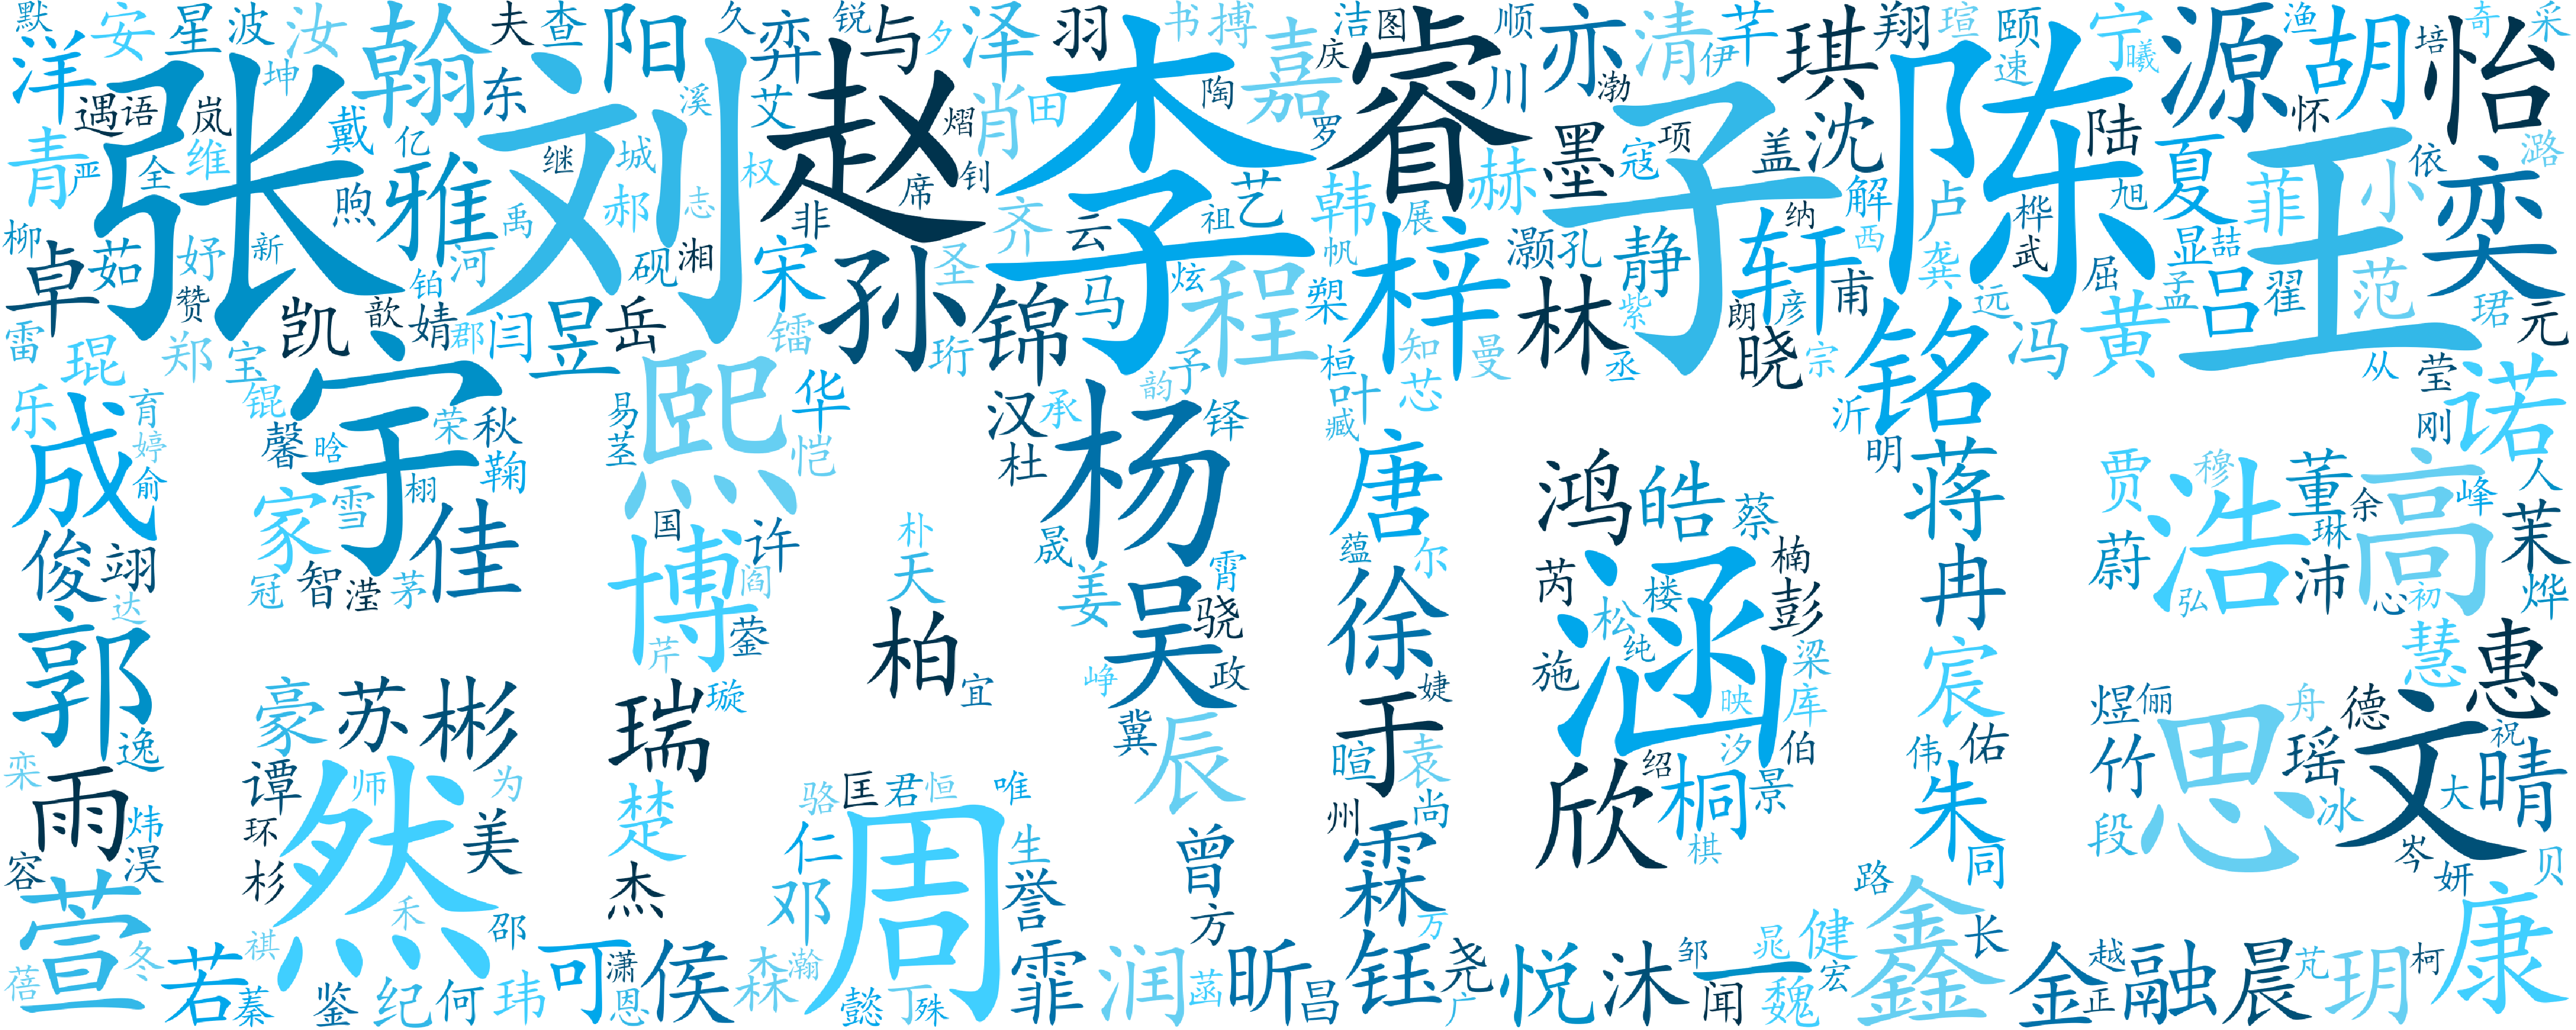 默 洋 安 星 波 汝 坤 翰 夫 查 东 阳 久 弈 锐 与 夕 泽 羽 书 搏 嘉 洁 图 庆 睿 顺 川 亦 渤 清 伊 芊 琪 翔 瑄 颐 速 宁 曦 源 渔 胡 培 奇 采 怡
遇 语 岚 张 戴 亿 刘 溪 艾 赵 熠 肖 田 李 陶 罗 墨 寇 项 盖 沈 陈 陆 怀 夏 王 依 潞
青 严 全 维 煦 雅 继 城 权 席 钊 齐 云 祖 艺 韩 展 赫 子 解 卢 桦 旭 菲 小 奕
柳 卓 茹 妤 新 禹 郝 志 河 砚 湘 宋 非 孙 圣 子 马 炫 程 帆 梓 灏 孔 静 轩 纳 西 龚 武 屈 显 喆 孟 吕 翟 范 珺 元
雷 赞 凯 歆 铂 婧 郡 闫 昱 岳 镭 珩 锦 槊 知 曼 林 紫 朗 彦 甫 远 铭 冯 黄
琨 郑 宝 宇 熙 华 韵 予 桓 叶 芯 丞 晓 宗 从 莹 诺
乐 育 锟 易 汉 承 杨 铎 臧 沂 刚
成 婷 馨 晗 荣 秋 茎 恺 杜 唐 鸿 明 蒋 贾 穆 董 人
俞 家 雪 栩 鞠 国 许 朴 晟 蕴 尔 皓 蔡 浩 余 高 峰 茉
俊 翊 冠 智 滢 茅 佳 博 阎 天 姜 霄 芮 楠 冉 蔚 琳 沛 烨
达 郭 芹 蓥 柏 吴 骁 徐 松 楼 涵 彭 弘 心 初 慧
逸 豪 苏 彬 瑞 璇 宜 峥 政 于 婕 施 纯 梁 宸 煜 俪 舟 德 惠
栾 雨 谭 师 然 为 楚 冀 辰 暄 袁 映 汐 库 伯 伟 佑 竹 思 瑶 文 祝 晴
炜 环 美 骆 匡 君 恒 唯 州 尚 欣 绍 桐 景 朱 段 冰 大
容 淏 杉 杰 仁 周 生 曾 霖 棋 同 岑 妍 贝
萱 禾 邵 邓 誉 方 万 路 鑫 康
蓓 冬 若 蓁 祺 鉴 纪 何 玮 可 潇 恩 侯 森 瀚 懿 丁 殊 霏 润 菡 昕 昌 钰 尧 广 悦 沐 邹 一 闻 晁 魏 健 宏 长 金 越 正 融 晨 芃 玥 柯